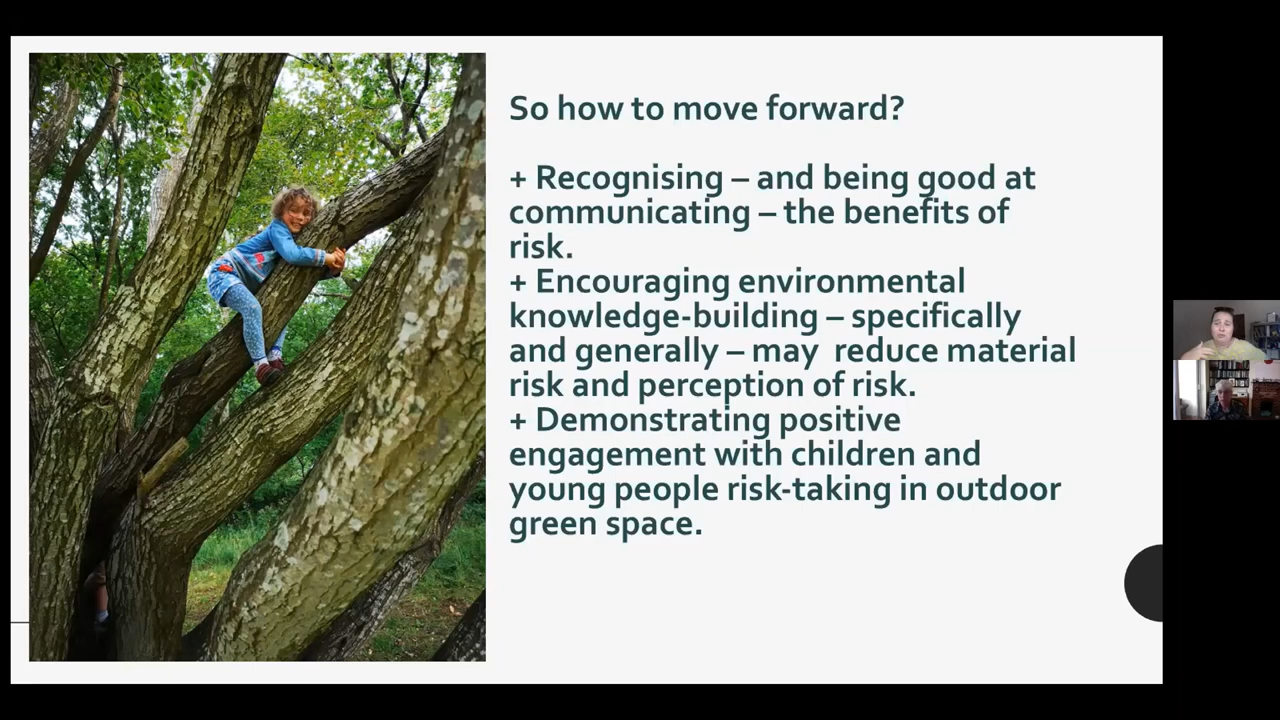 So how to move forward?
+ Recognising – and being good at
communicating – the benefits of
risk.
+ Encouraging environmental
knowledge-building – specifically
and generally – may  reduce material
risk and perception of risk.
+ Demonstrating positive
engagement with children and
young people risk-taking in outdoor
green space.